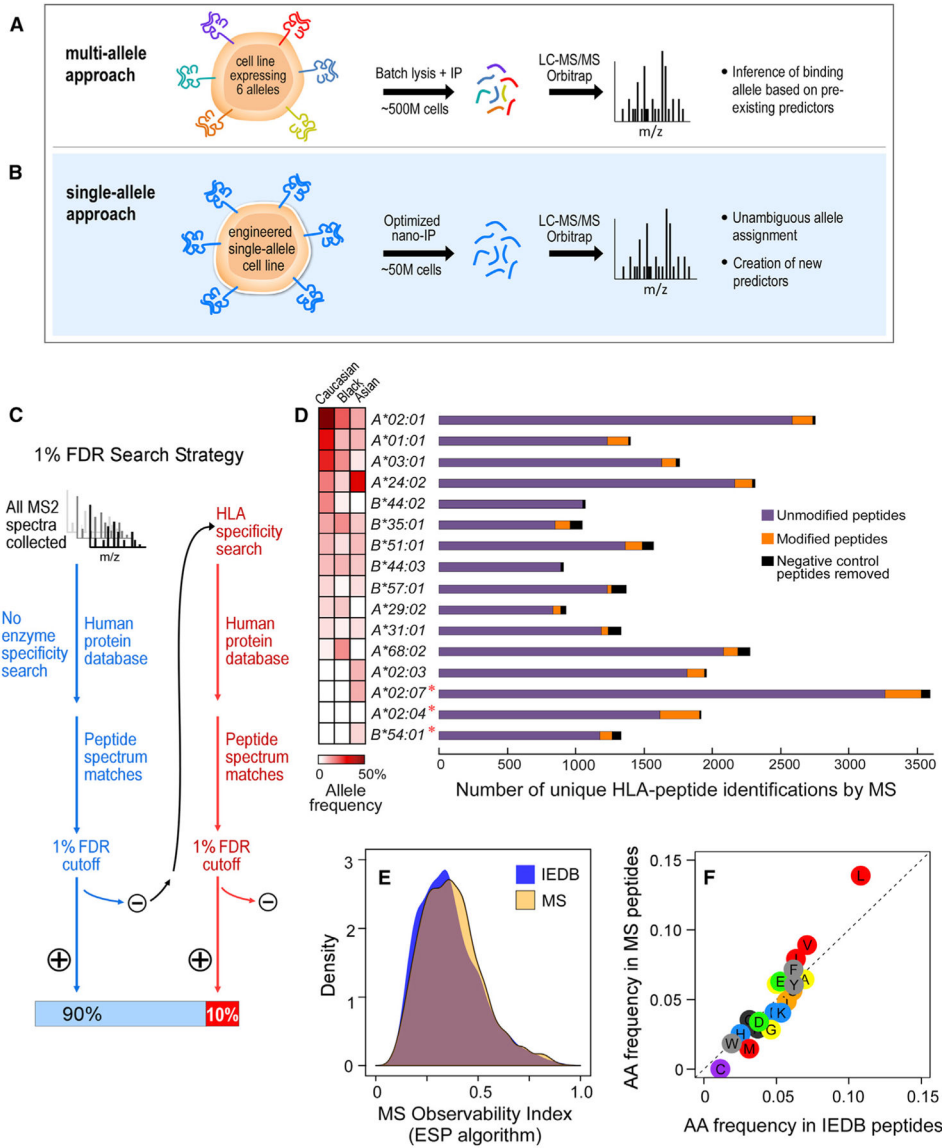 A
multi-allele
approach
cell line
expressing
6 alleles
Batch lysis + IP
~500M cells
LC-MS/MS
Orbitrap
m/z
• Inference of binding
allele based on pre-
existing predictors
B
single-allele
approach
engineered
single-allele
cell line
Optimized
nano-IP
~50M cells
LC-MS/MS
Orbitrap
m/z
• Unambiguous allele
assignment
• Creation of new
predictors
C
1% FDR Search Strategy
All MS2
spectra
collected
m/z
HLA
specificity
search
No
enzyme
specificity
search
Human
protein
database
Human
protein
database
Peptide
spectrum
matches
Peptide
spectrum
matches
1% FDR
cutoff
1% FDR
cutoff
−
−
+
+
90%
10%
D
Caucasian
Black
Asian
A*02:01
A*01:01
A*03:01
A*24:02
B*44:02
B*35:01
B*51:01
B*44:03
B*57:01
A*29:02
A*31:01
A*68:02
A*02:03
A*02:07 *
A*02:04 *
B*54:01 *
Unmodified peptides
Modified peptides
Negative control
peptides removed
0 50%
Allele
frequency
0 500 1000 1500 2000 2500 3000 3500
Number of unique HLA-peptide identifications by MS
E
IEDB
MS
Density
3
2
1
0
0 0.5 1.0
MS Observability Index
(ESP algorithm)
F
AA frequency in MS peptides
0.15
0.10
0.05
0
L
V
F
A
E
Y
K
D
G
H
W
M
C
0 0.05 0.10 0.15
AA frequency in IEDB peptides